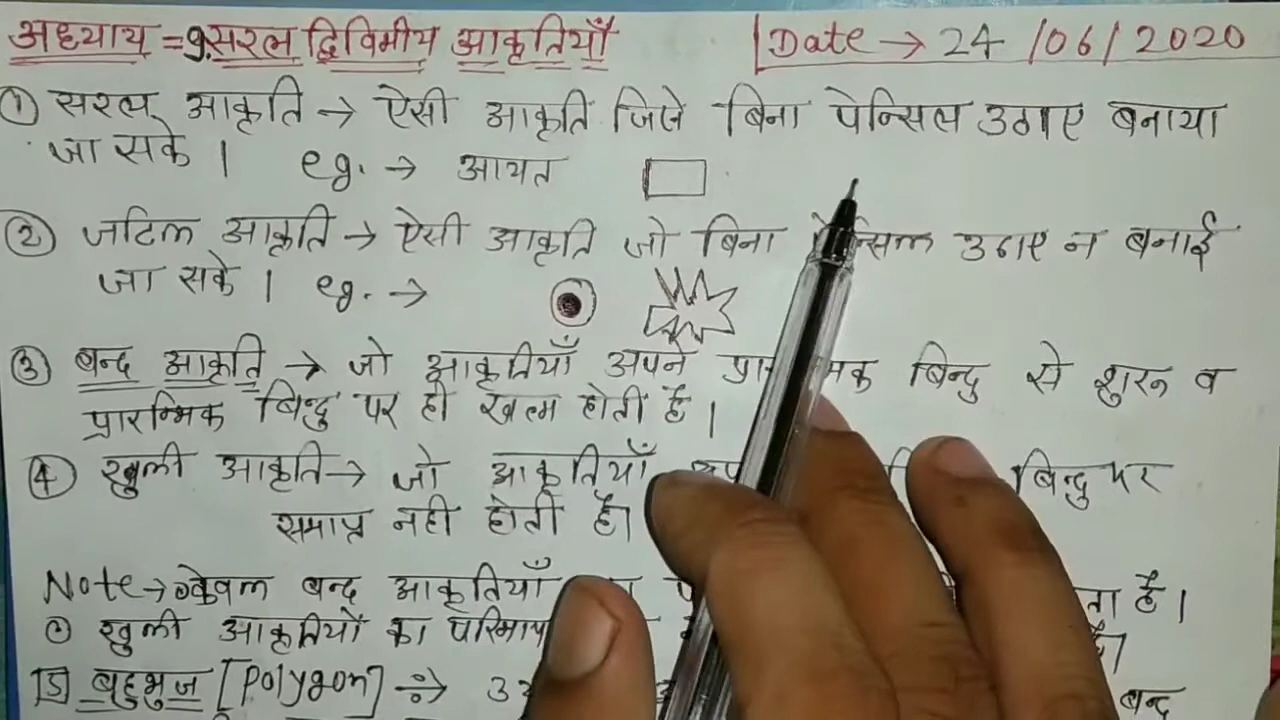 अध्याय = 9. सरल द्विविमीय आकृतियाँ
Date → 24/06/2020
① सरल आकृति → ऐसी आकृति जिसे बिना पेन्सिल उठाए बनाया
जा सके। eg. → आयत
② जटिल आकृति → ऐसी आकृति जो बिना उठाए न बनाई
जा सके। eg. →
③ बन्द आकृति → जो आकृतियाँ अपने बिन्दु से शुरू व
प्रारम्भिक बिन्दु पर ही खत्म होती है।
④ खुली आकृति → जो आकृतियाँ बिन्दु पर
समाप्त नही होती है।
Note → ① केवल बन्द आकृतियाँ है।
② खुली आकृतियों का
5 बहुभुज [Polygon] ÷→ बन्द